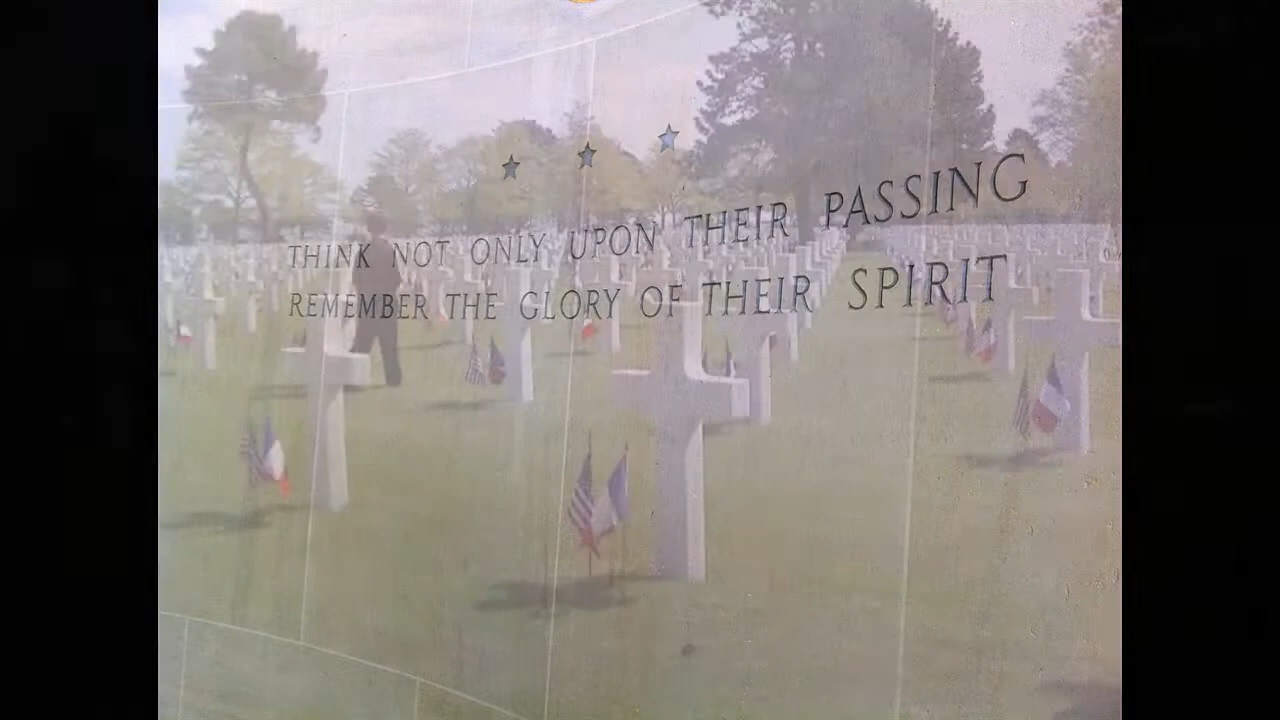 THINK NOT ONLY UPON THEIR PASSING
REMEMBER THE GLORY OF THEIR SPIRIT